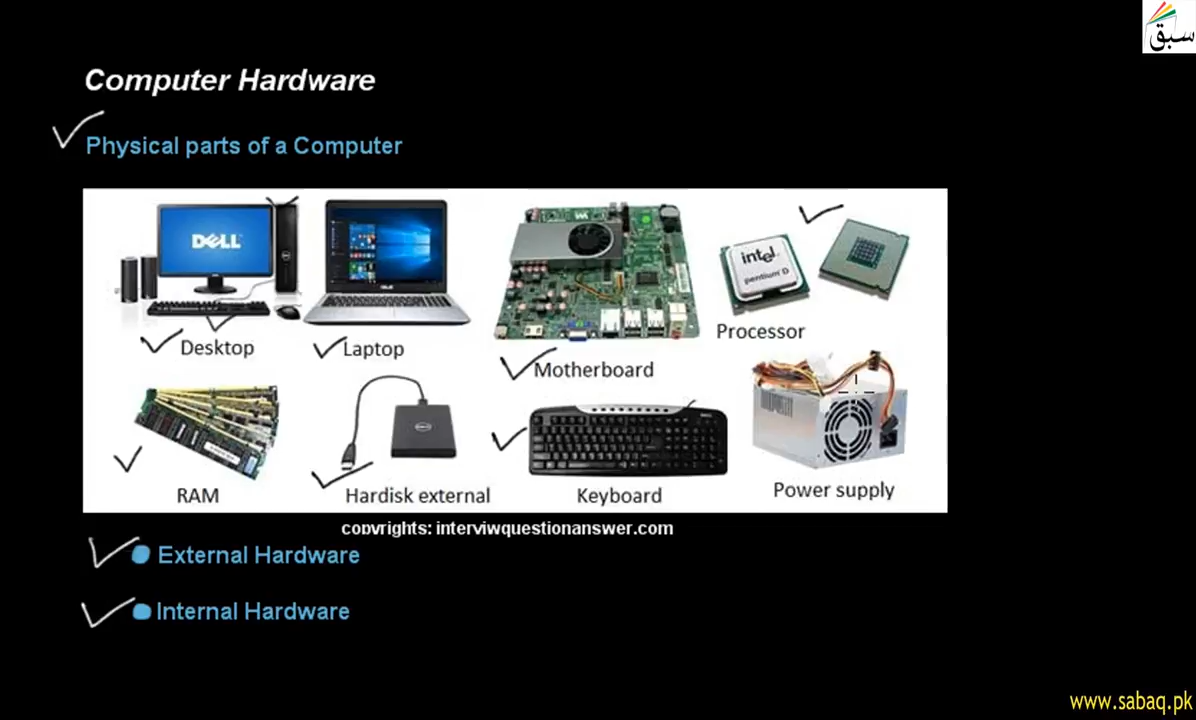 سبق
Computer Hardware
Physical parts of a Computer
DELL
intel
pentium D
Processor
Desktop
Laptop
Motherboard
RAM
Hardisk external
Keyboard
Power supply
copyrights: interviwquestionanswer.com
External Hardware
Internal Hardware
www.sabaq.pk